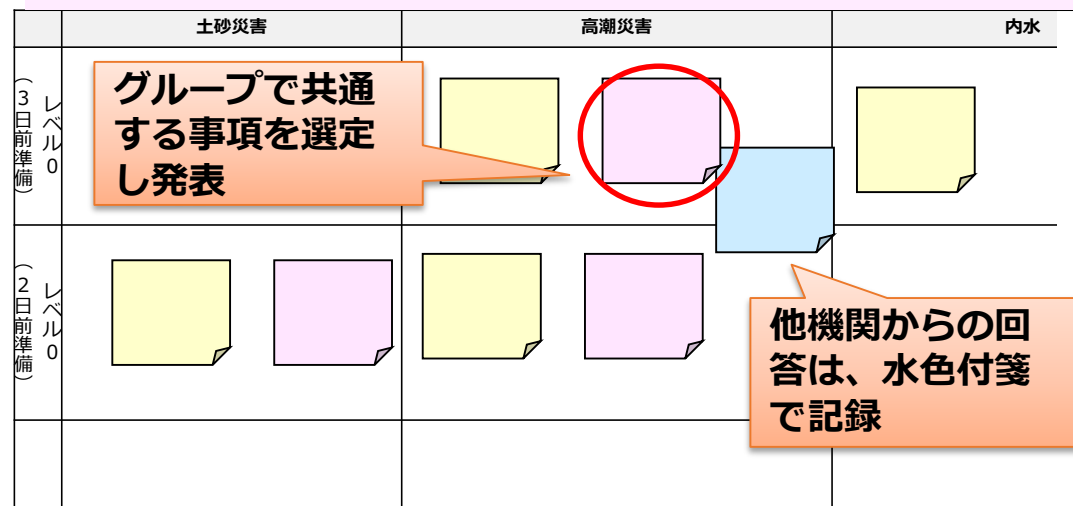 土砂災害
高潮災害
内水
レベル0
（3日前準備）
グループで共通
する事項を選定
し発表
レベル0
（2日前準備）
他機関からの回
答は、水色付箋
で記録